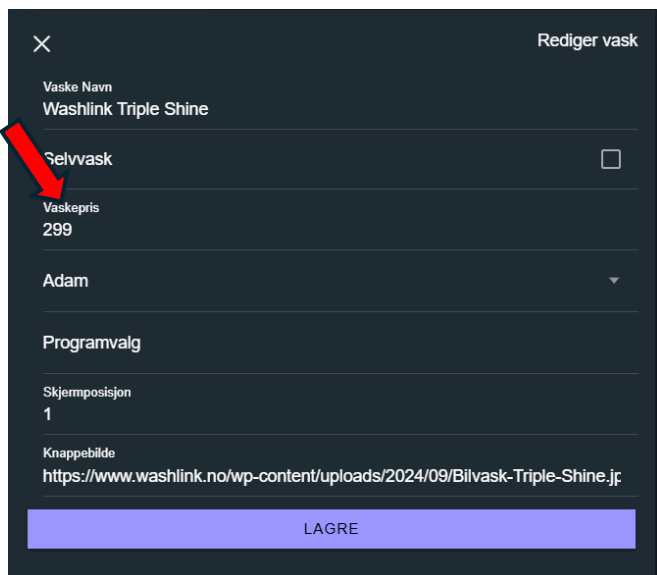 Rediger vask
Vaske Navn
Washlink Triple Shine
Selvvask
Vaskepris
299
Adam
Programvalg
Skjermposisjon
1
Knappebilde
https://www.washlink.no/wp-content/uploads/2024/09/Bilvask-Triple-Shine.jp
LAGRE